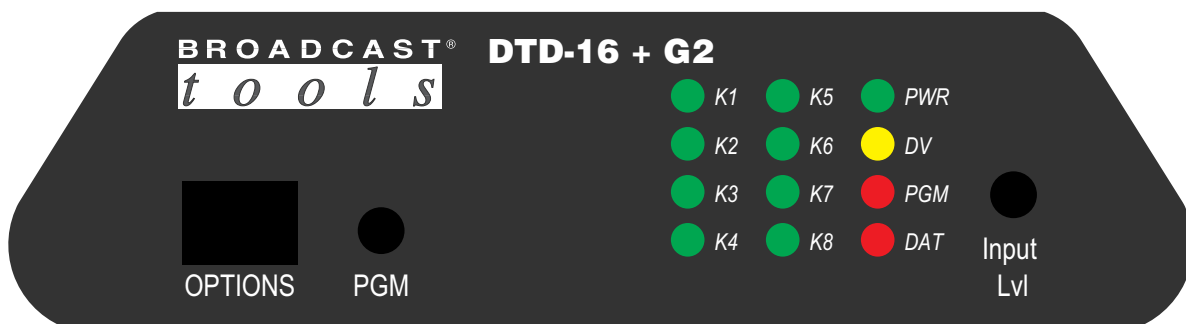 BROADCAST® DTD-16 + G2
tools
K1 K5 PWR
K2 K6 DV
K3 K7 PGM
K4 K8 DAT
OPTIONS PGM
Input
Lvl